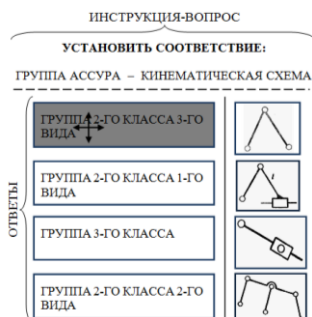 ИНСТРУКЦИЯ-ВОПРОС
УСТАНОВИТЬ СООТВЕТСТВИЕ:
ГРУППА АССУРА – КИНЕМАТИЧЕСКАЯ СХЕМА
ОТВЕТЫ
ГРУППА 2-ГО КЛАССА 3-ГО
ВИДА
ГРУППА 2-ГО КЛАССА 1-ГО
ВИДА
ГРУППА 3-ГО КЛАССА
ГРУППА 2-ГО КЛАССА 2-ГО
ВИДА